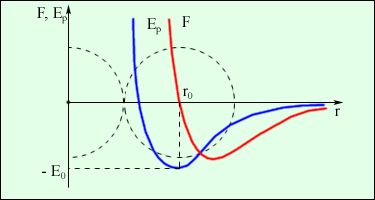 F, Eₚ
Eₚ F
r₀
r
- E₀